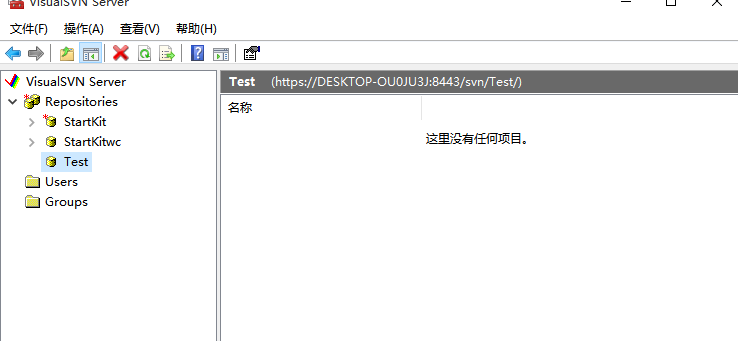 VisualSVN Server
文件(F) 操作(A) 查看(V) 帮助(H)
VisualSVN Server
Repositories
StartKit
StartKitwc
Test
Users
Groups
Test (https://DESKTOP-OU0JU3J:8443/svn/Test/)
名称
这里没有任何项目。